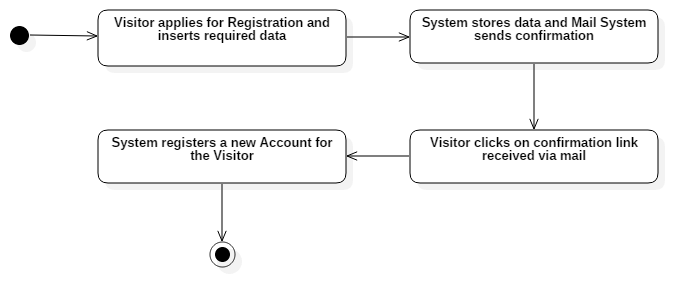 Visitor applies for Registration and
inserts required data
System stores data and Mail System
sends confirmation
System registers a new Account for
the Visitor
Visitor clicks on confirmation link
received via mail